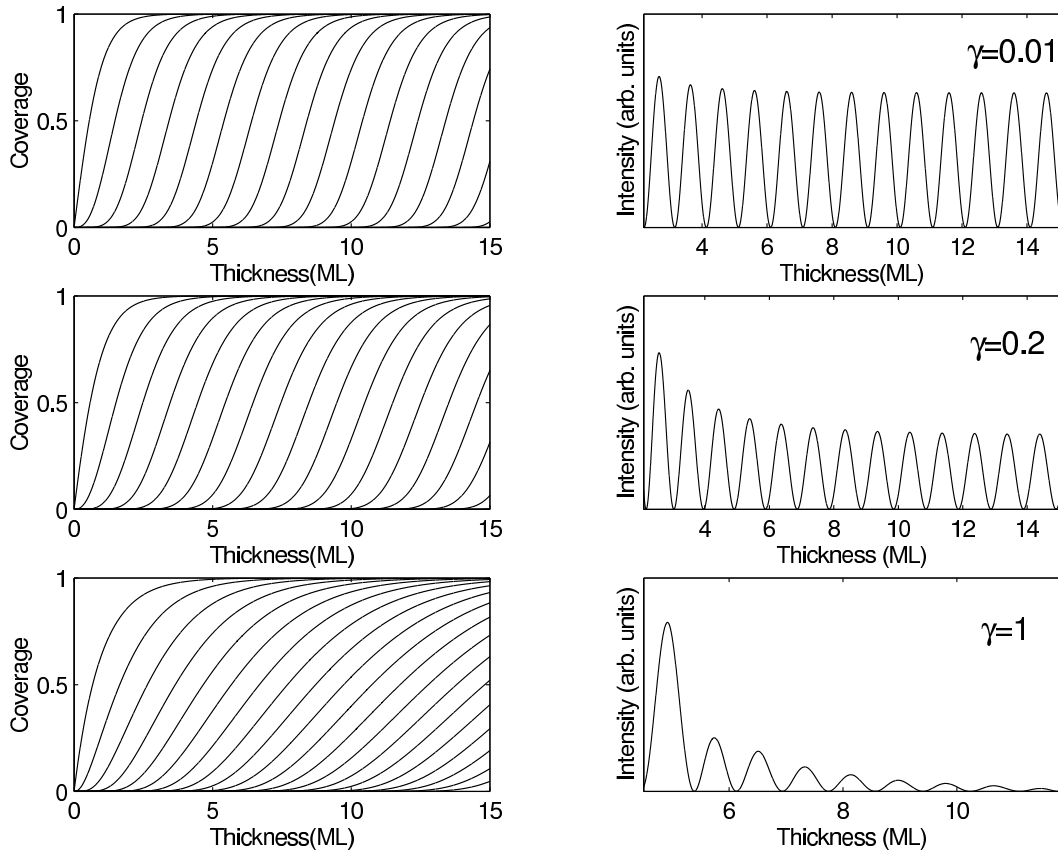 1
0.5
0
Coverage
0 5 10 15
Thickness(ML)
Intensity (arb. units)
γ=0.01
4 6 8 10 12 14
Thickness(ML)
1
0.5
0
Coverage
0 5 10 15
Thickness(ML)
Intensity (arb. units)
γ=0.2
4 6 8 10 12 14
Thickness (ML)
1
0.5
0
Coverage
0 5 10 15
Thickness(ML)
Intensity (arb. units)
γ=1
6 8 10
Thickness (ML)